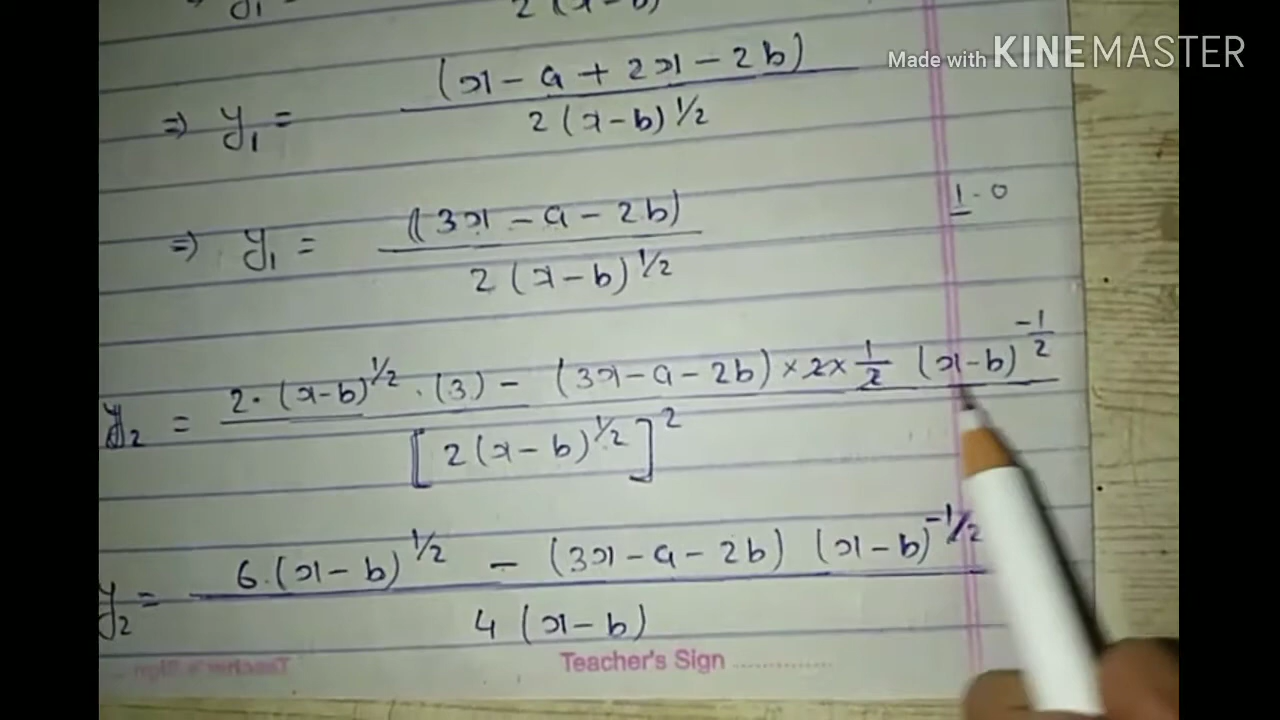 Made with KINEMASTER
⇒ y₁ = 2(x-b)
⇒ y₁ = (x - a + 2x - 2b) / 2(x-b)^1/2
1-0
⇒ y₁ = (3x - a - 2b) / 2(x-b)^1/2
y₂ = 2·(x-b)^1/2 ·(3) - (3x-a-2b) × 2 × 1/2 (x-b)^-1/2 / [2(x-b)^1/2]^2
y₂ = 6·(x-b)^1/2 - (3x-a-2b) (x-b)^-1/2 / 4(x-b)
Teacher's Sign ..............